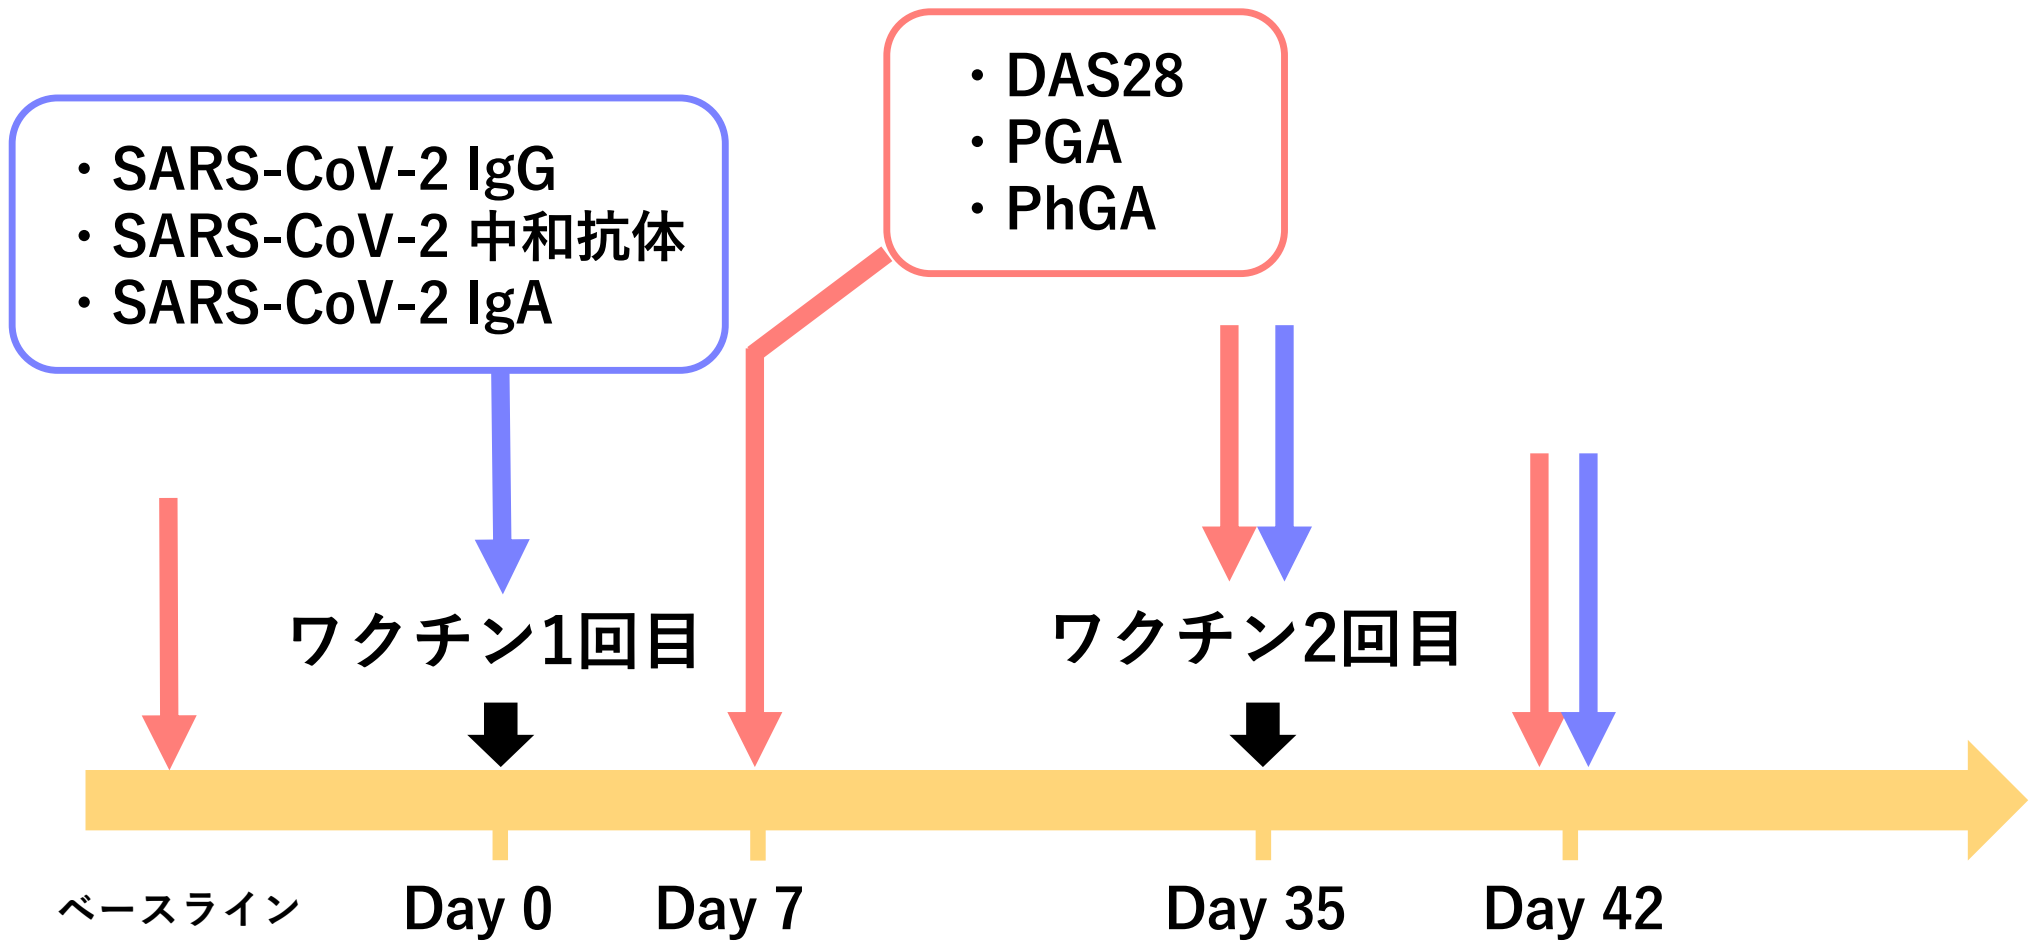 ・DAS28
・PGA
・PhGA
・SARS-CoV-2 IgG
・SARS-CoV-2 中和抗体
・SARS-CoV-2 IgA
ワクチン1回目
ワクチン2回目
ベースライン
Day 0
Day 7
Day 35
Day 42